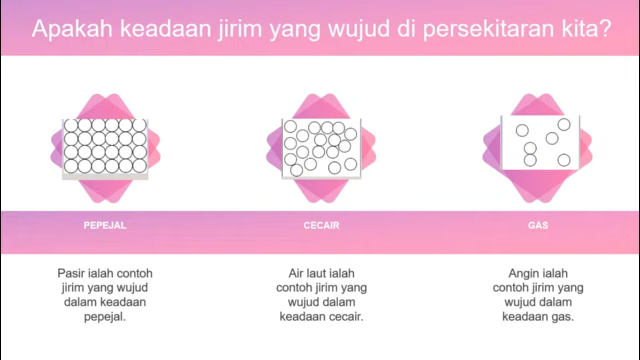 Apakah keadaan jirim yang wujud di persekitaran kita?
PEPEJAL
CECAIR
GAS
Pasir ialah contoh
jirim yang wujud
dalam keadaan
pepejal.
Air laut ialah
contoh jirim yang
wujud dalam
keadaan cecair.
Angin ialah
contoh jirim yang
wujud dalam
keadaan gas.